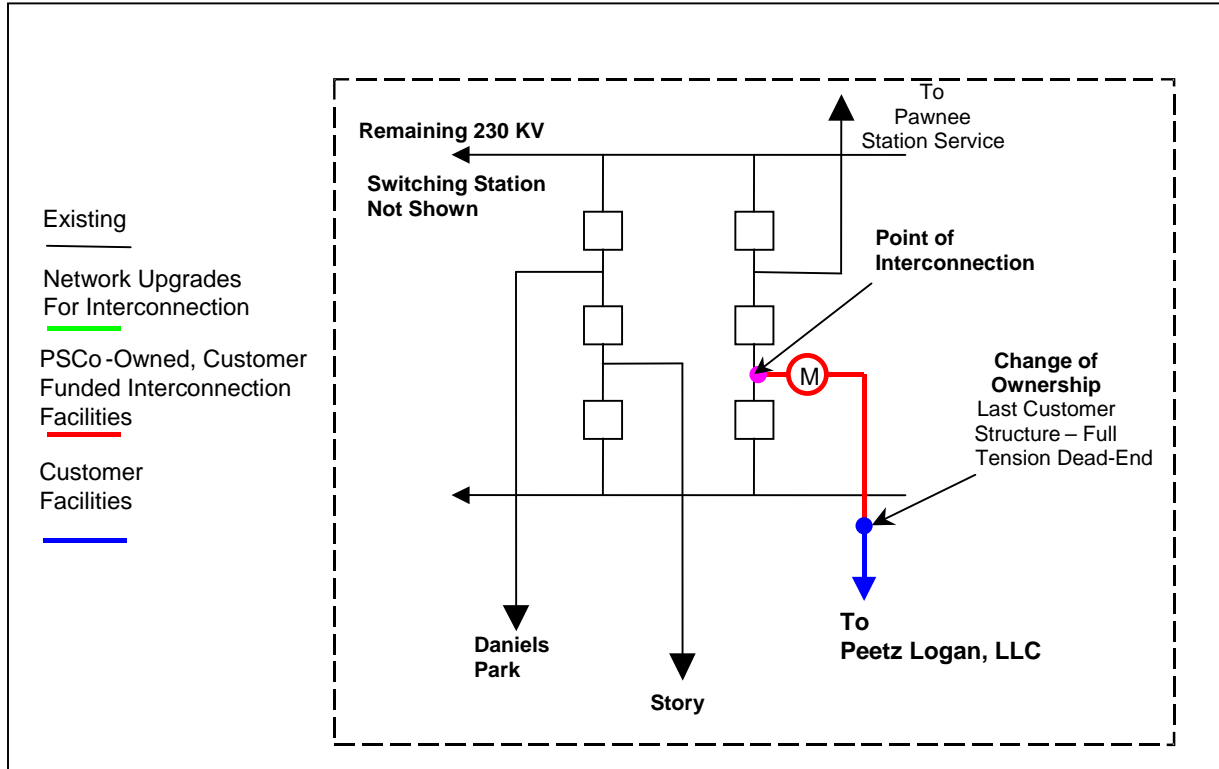 Existing
Network Upgrades
For Interconnection
PSCo-Owned, Customer
Funded Interconnection
Facilities
Customer
Facilities
Remaining 230 KV
Switching Station
Not Shown
To
Pawnee
Station Service
Point of
Interconnection
M
Change of
Ownership
Last Customer
Structure – Full
Tension Dead-End
To
Peetz Logan, LLC
Daniels
Park
Story